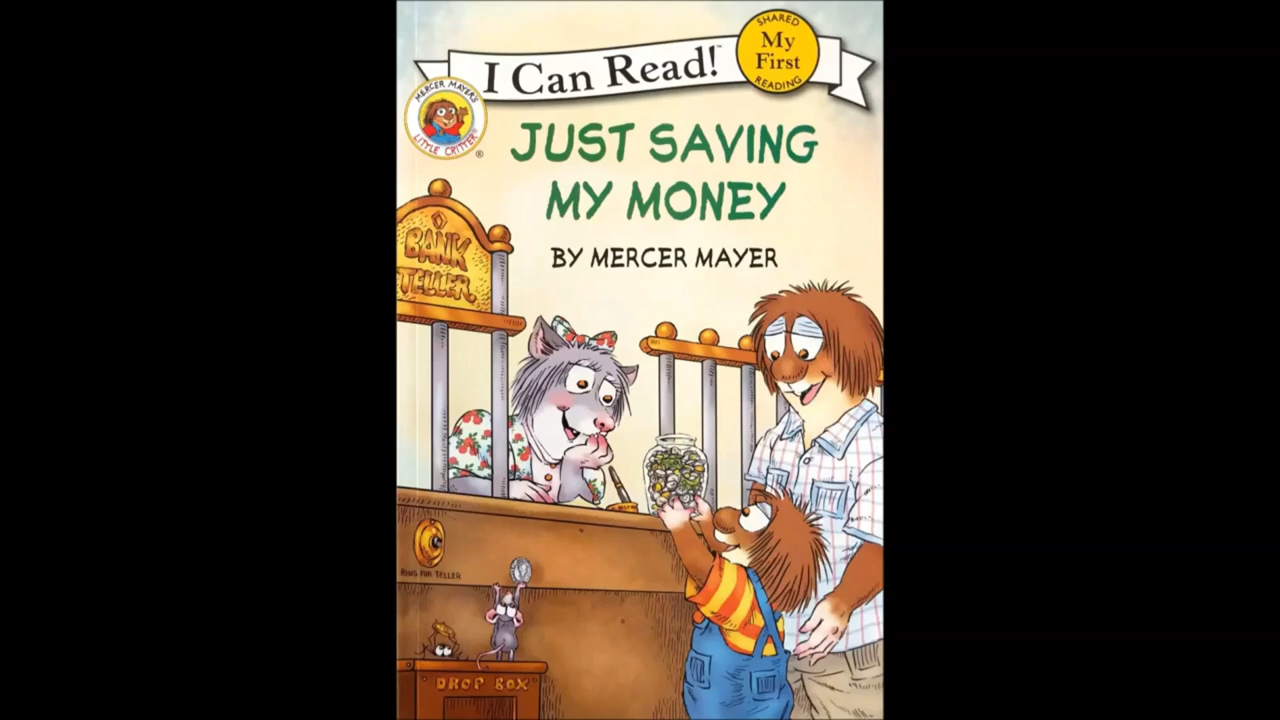 I Can Read!™
SHARED
My
First
READING
MERCER MAYER'S
LITTLE CRITTER®
JUST SAVING
MY MONEY
BY MERCER MAYER
BANK
TELLER
RING FOR TELLER
DROP BOX